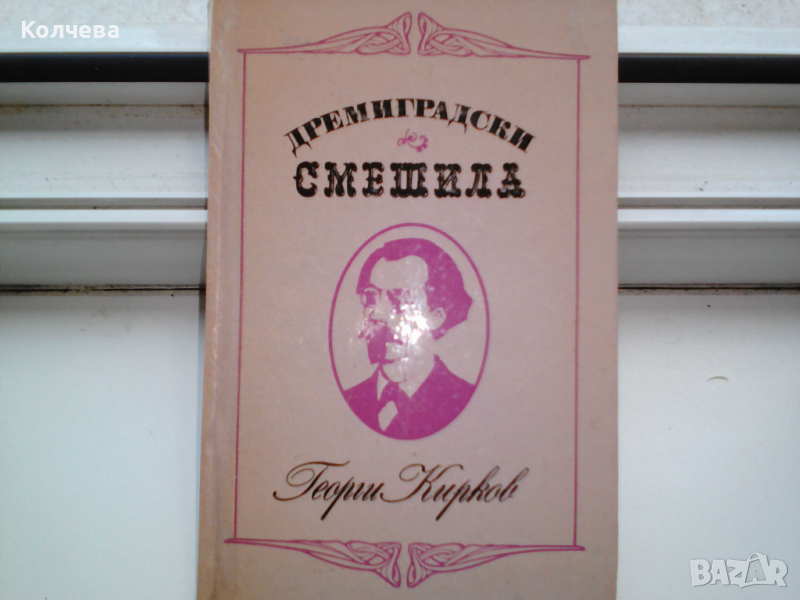 Колчева
ДРЕМИГРАДСКИ
СМЕШИЛА
Георги Кирков
BAZAR